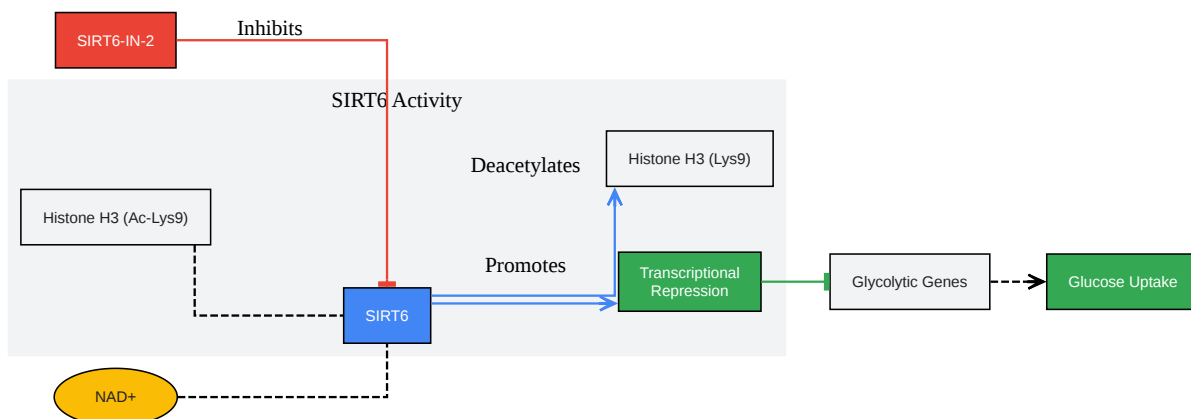 SIRT6-IN-2
Inhibits
SIRT6 Activity
Deacetylates
Histone H3 (Lys9)
Histone H3 (Ac-Lys9)
Promotes
Transcriptional
Repression
Glycolytic Genes
Glucose Uptake
SIRT6
NAD+